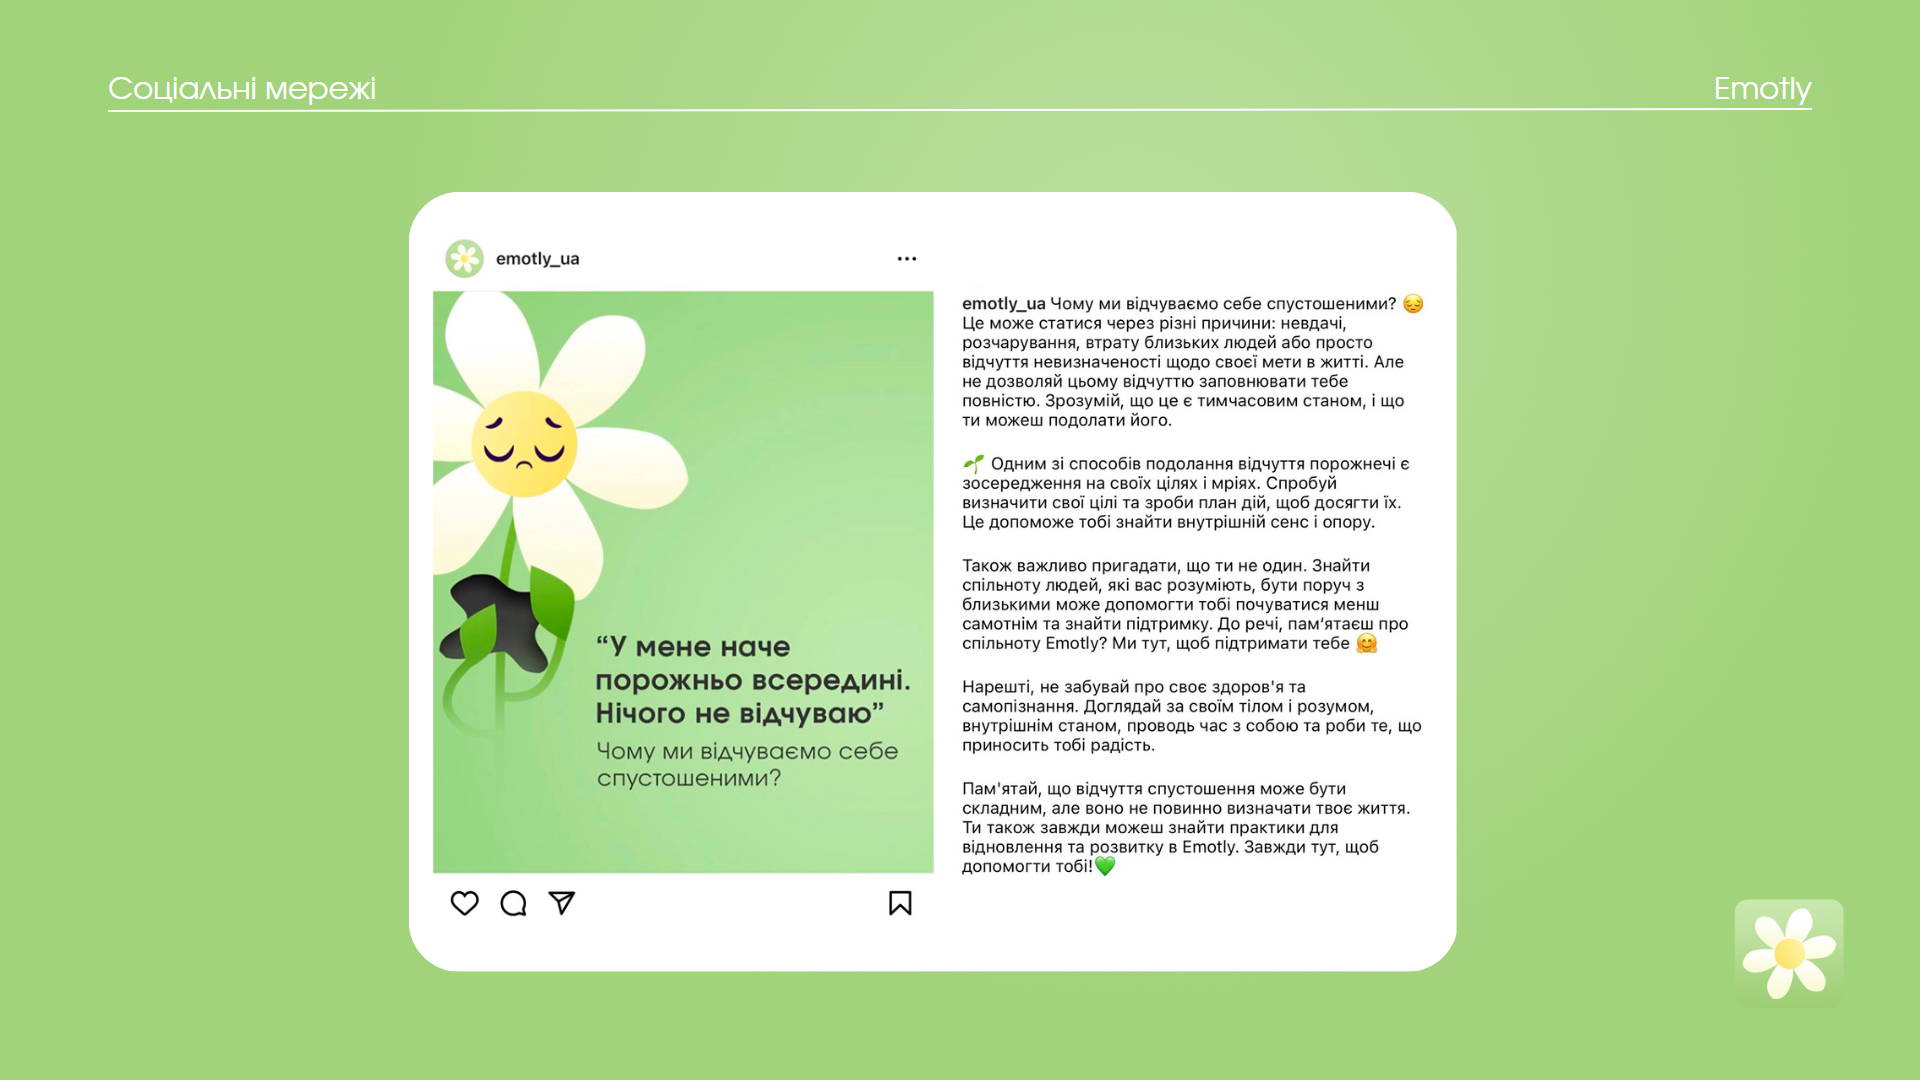 Соціальні мережі
Emotly
emotly_ua
“У мене наче
порожньо всередині.
Нічого не відчуваю”
Чому ми відчуваємо себе
спустошеними?
emotly_ua Чому ми відчуваємо себе спустошеними? 😔
Це може статися через різні причини: невдачі,
розчарування, втрату близьких людей або просто
відчуття невизначеності щодо своєї мети в житті. Але
не дозволяй цьому відчуттю заповнювати тебе
повністю. Зрозумій, що це є тимчасовим станом, і що
ти можеш подолати його.
🌱 Одним зі способів подолання відчуття порожнечі є
зосередження на своїх цілях і мріях. Спробуй
визначити свої цілі та зроби план дій, щоб досягти їх.
Це допоможе тобі знайти внутрішній сенс і опору.
Також важливо пригадати, що ти не один. Знайти
спільноту людей, які вас розуміють, бути поруч з
близькими може допомогти тобі почуватися менш
самотнім та знайти підтримку. До речі, пам‘ятаєш про
спільноту Emotly? Ми тут, щоб підтримати тебе 🤗
Нарешті, не забувай про своє здоров'я та
самопізнання. Доглядай за своїм тілом і розумом,
внутрішнім станом, проводь час з собою та роби те, що
приносить тобі радість.
Пам'ятай, що відчуття спустошення може бути
складним, але воно не повинно визначати твоє життя.
Ти також завжди можеш знайти практики для
відновлення та розвитку в Emotly. Завжди тут, щоб
допомогти тобі!💚